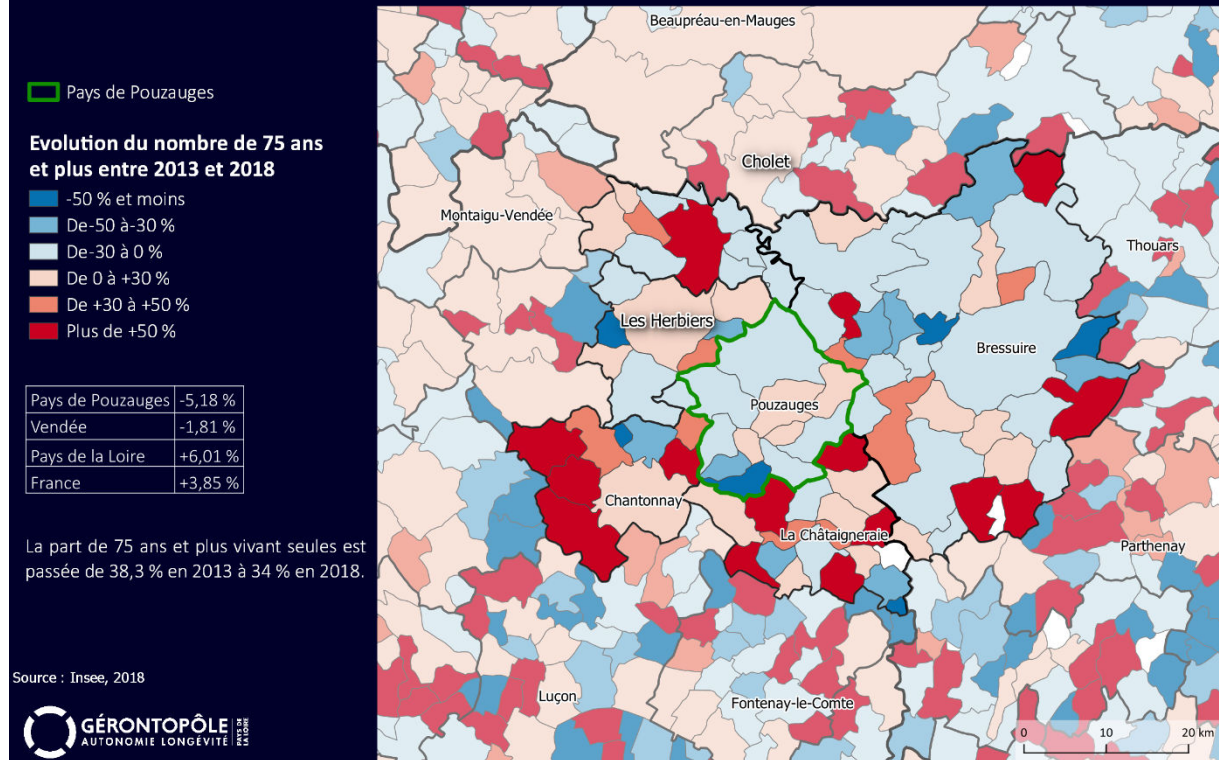 Pays de Pouzauges
Evolution du nombre de 75 ans
et plus entre 2013 et 2018
-50 % et moins
De-50 à-30 %
De-30 à 0 %
De 0 à +30 %
De +30 à +50 %
Plus de +50 %
Pays de Pouzauges -5,18 %
Vendée -1,81 %
Pays de la Loire +6,01 %
France +3,85 %
La part de 75 ans et plus vivant seules est
passée de 38,3 % en 2013 à 34 % en 2018.
Source : Insee, 2018
GÉRONTOPÔLE
AUTONOMIE LONGÉVITÉ
PAYS DE
LA LOIRE
Beaupréau-en-Mauges
Cholet
Montaigu-Vendée
Thouars
Les Herbiers
Bressuire
Pouzauges
Chantonnay
La Châtaigneraie
Parthenay
Luçon
Fontenay-le-Comte
0 10 20 km